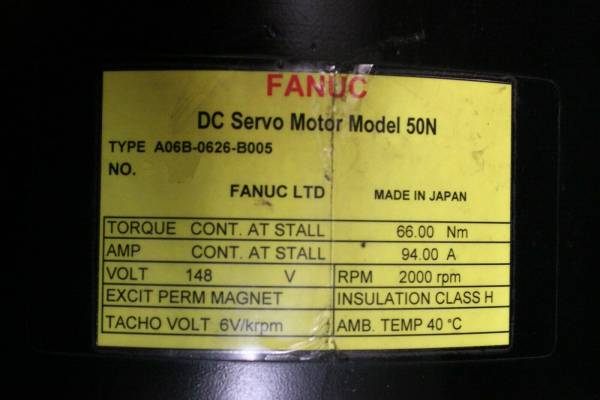 FANUC
DC Servo Motor Model 50N
TYPE A06B-0626-B005
NO.
FANUC LTD MADE IN JAPAN
TORQUE CONT. AT STALL 66.00 Nm
AMP CONT. AT STALL 94.00 A
VOLT 148 V RPM 2000 rpm
EXCIT PERM MAGNET INSULATION CLASS H
TACHO VOLT 6V/krpm AMB. TEMP 40 °C